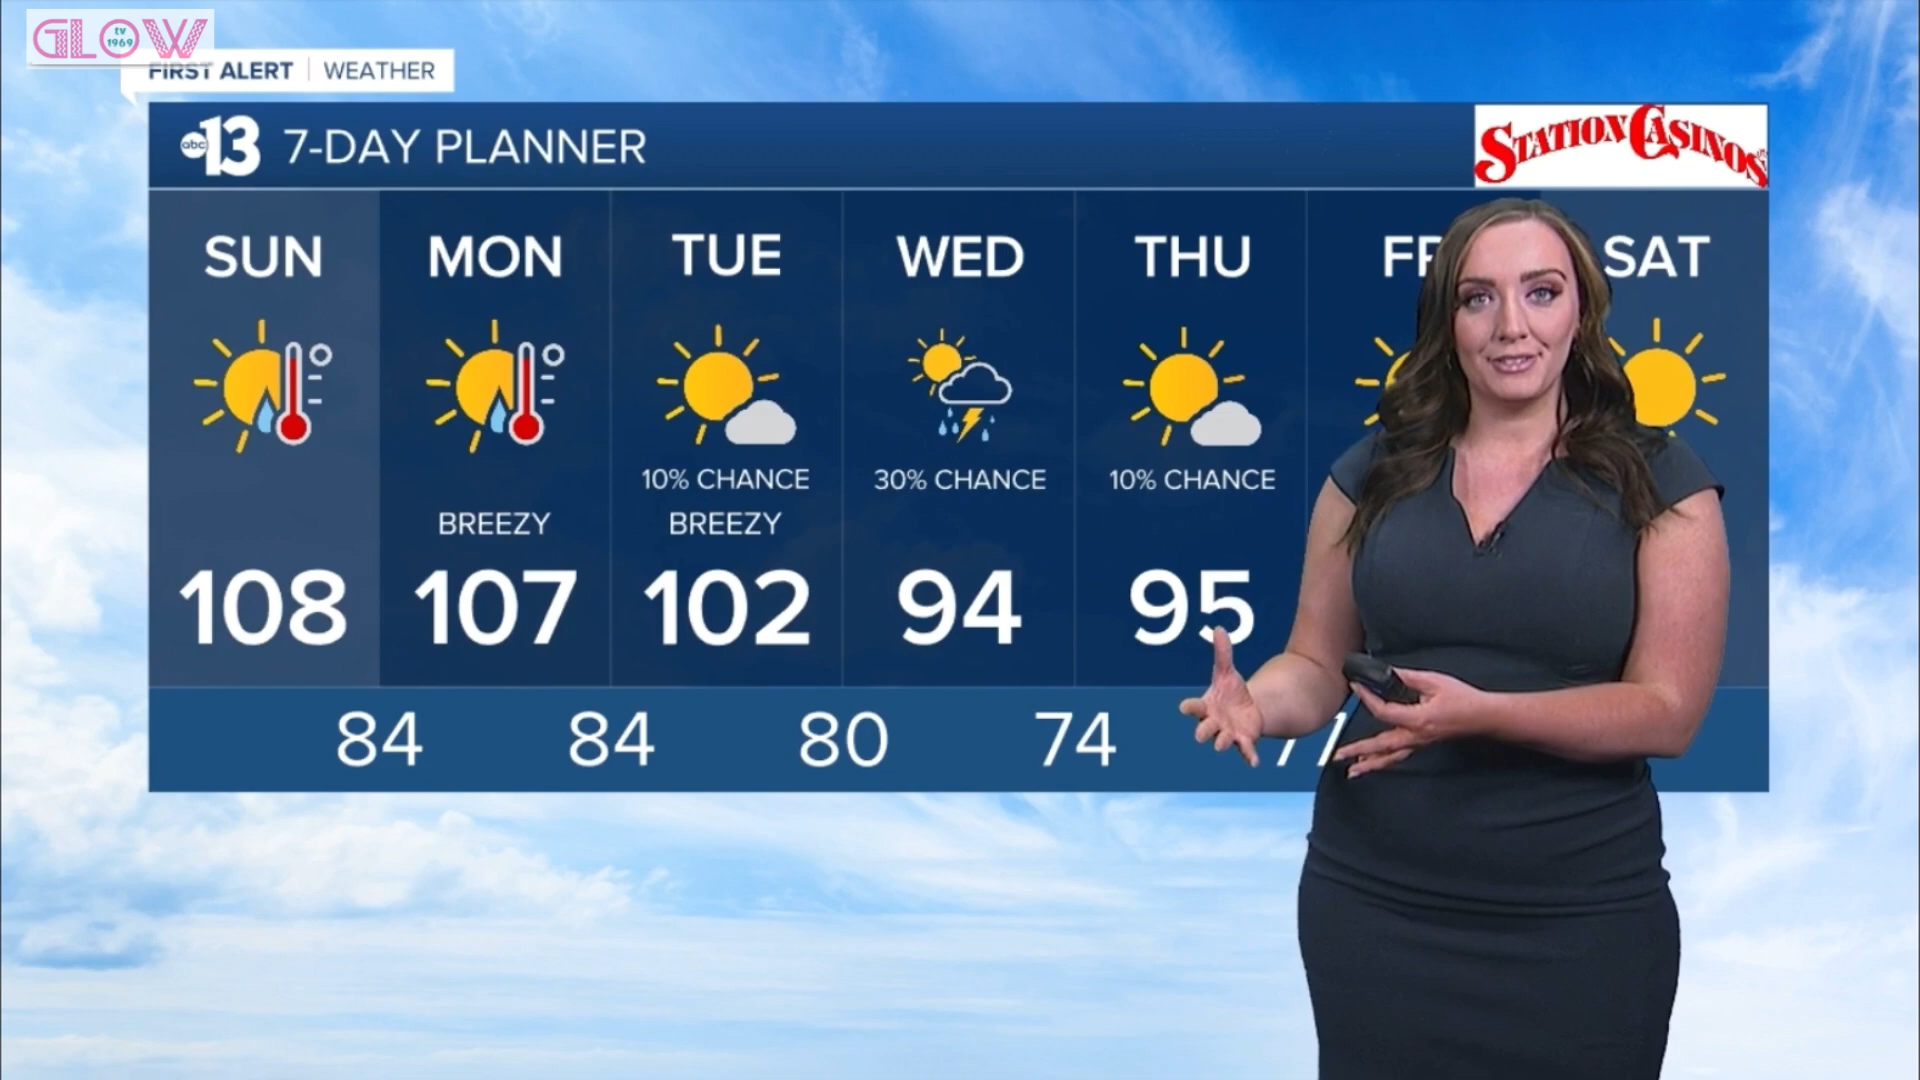 GLOW
tv
1969
FIRST ALERT | WEATHER
abc 13 7-DAY PLANNER
STATION CASINOS
SUN MON TUE WED THU SAT
10% CHANCE 30% CHANCE 10% CHANCE
BREEZY BREEZY
108 107 102 94 95
84 84 80 74